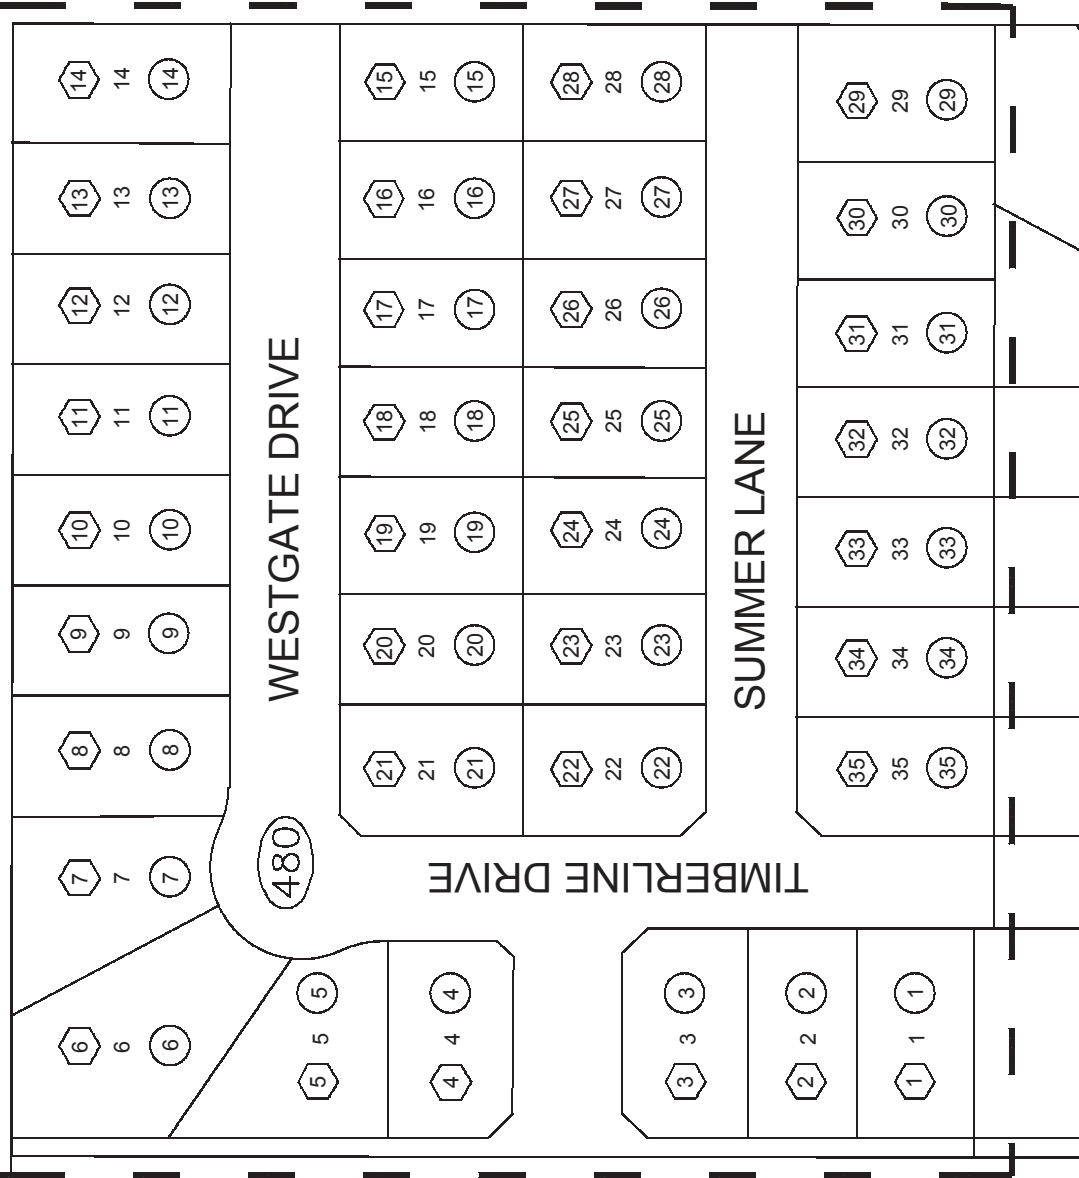 14 14 14
15 15 15
28 28 28
29 29 29
13 13 13
16 16 16
27 27 27
30 30 30
12 12 12
17 17 17
26 26 26
31 31 31
11 11 11
18 18 18
25 25 25
32 32 32
10 10 10
19 19 19
24 24 24
33 33 33
9 9 9
20 20 20
23 23 23
34 34 34
8 8 8
21 21 21
22 22 22
35 35 35
WESTGATE DRIVE
SUMMER LANE
7 7 7
480
TIMBERLINE DRIVE
6 6 6
5
5
5
4
4
4
3
3
3
2
2
2
1
1
1